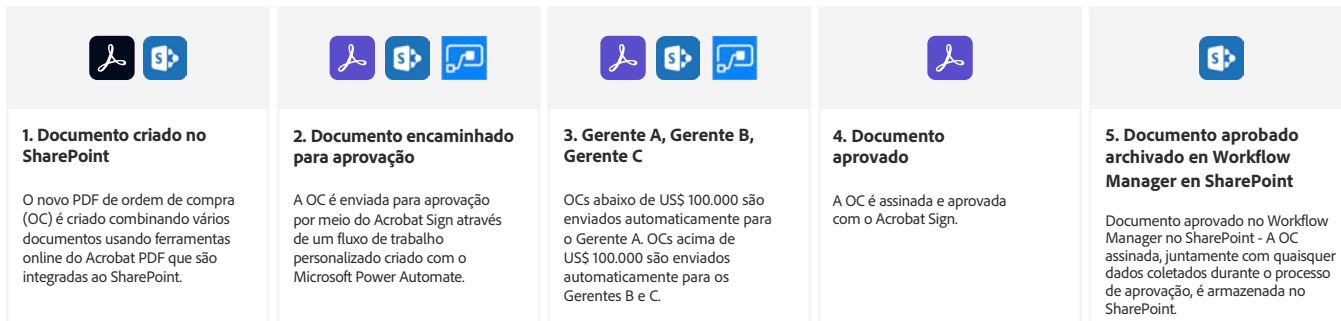 1. Documento criado no
SharePoint
O novo PDF de ordem de compra
(OC) é criado combinando vários
documentos usando ferramentas
online do Acrobat PDF que são
integradas ao SharePoint.
2. Documento encaminhado
para aprovação
A OC é enviada para aprovação
por meio do Acrobat Sign através
de um fluxo de trabalho
personalizado criado com o
Microsoft Power Automate.
3. Gerente A, Gerente B,
Gerente C
OCs abaixo de US$ 100.000 são
enviados automaticamente para
o Gerente A. OCs acima de
US$ 100.000 são enviados
automaticamente para os
Gerentes B e C.
4. Documento
aprovado
A OC é assinada e aprovada
com o Acrobat Sign.
5. Documento aprobado
archivado en Workflow
Manager en SharePoint
Documento aprovado no Workflow
Manager no SharePoint - A OC
assinada, juntamente com quaisquer
dados coletados durante o processo
de aprovação, é armazenada no
SharePoint.